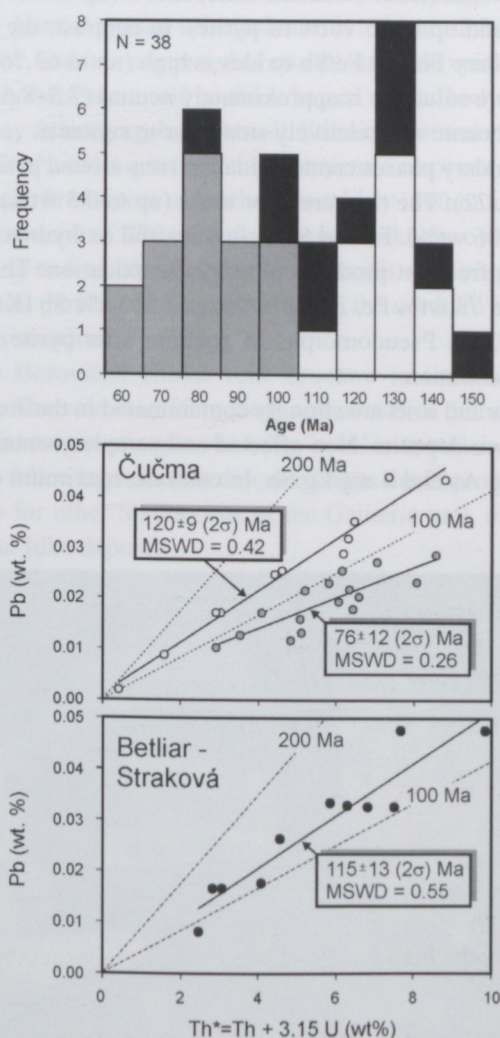 N = 38
Frequency
8
7
6
5
4
3
2
1
0
60 70 80 90 100 110 120 130 140 150
Age (Ma)
Čučma
200 Ma
100 Ma
120±9 (2σ) Ma
MSWD = 0.42
76±12 (2σ) Ma
MSWD = 0.26
Pb (wt. %)
0.05
0.04
0.03
0.02
0.01
0.00
Betliar -
Straková
200 Ma
100 Ma
115±13 (2σ) Ma
MSWD = 0.55
Pb (wt. %)
0.05
0.04
0.03
0.02
0.01
0.00
0 2 4 6 8 10
Th*=Th + 3.15 U (wt%)